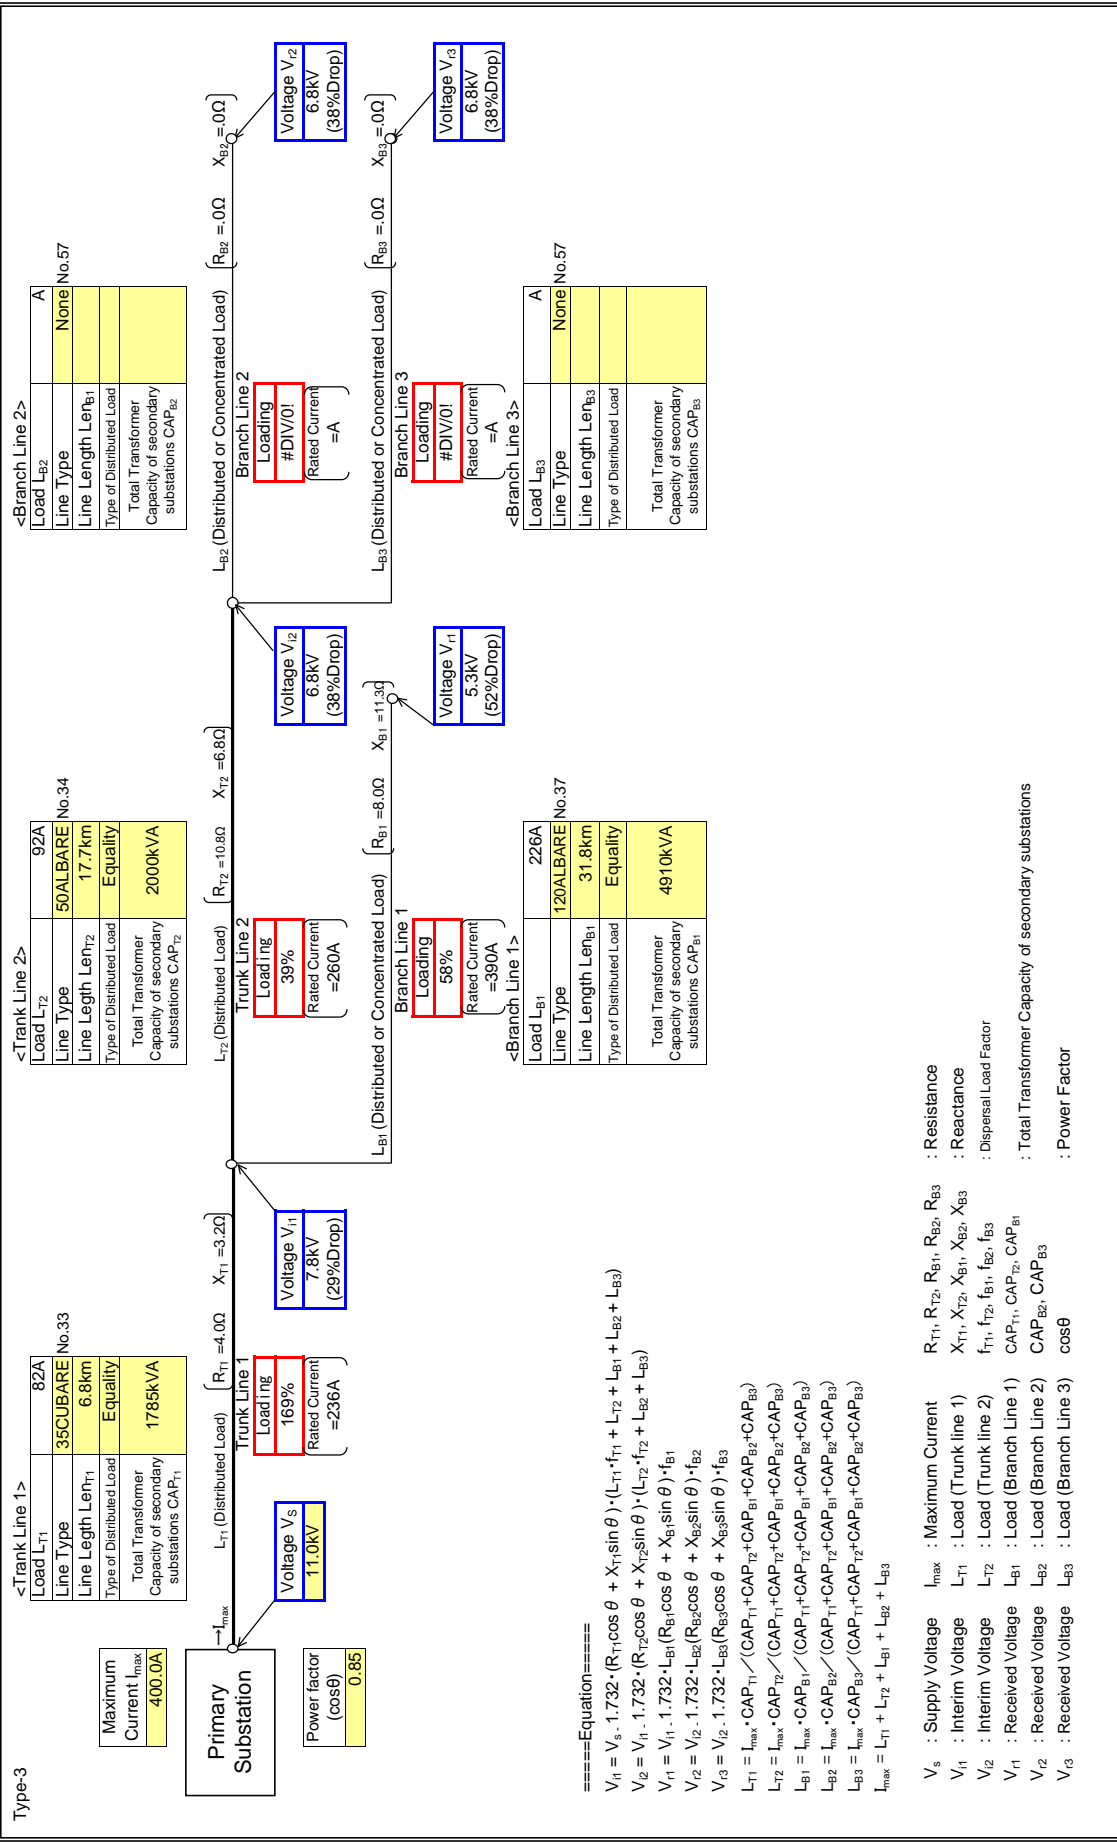 Type-3
Maximum
Current Imax
400.0A
Primary
Substation
Power factor
(cosθ)
0.85
→Imax
Voltage VS
11.0kV
<Trank Line 1>
Load LT1 82A
Line Type 35CUBARE No.33
Line Legth LenT1 6.8km
Type of Distributed Load Equality
Total Transformer
Capacity of secondary
substations CAPT1
1785kVA
LT1 (Distributed Load) RT1 =4.0Ω XT1 =3.2Ω
Trunk Line 1
Loading
169%
Rated Current
=236A
Voltage Vi1
7.8kV
(29%Drop)
<Trank Line 2>
Load LT2 92A
Line Type 50ALBARE No.34
Line Legth LenT2 17.7km
Type of Distributed Load Equality
Total Transformer
Capacity of secondary
substations CAPT2
2000kVA
LT2 (Distributed Load) RT2 =10.8Ω XT2 =6.8Ω
Trunk Line 2
Loading
39%
Rated Current
=260A
Voltage Vi2
6.8kV
(38%Drop)
LB1 (Distributed or Concentrated Load) RB1 =8.0Ω XB1 =11.3Ω
Branch Line 1
Loading
58%
Rated Current
=390A
Voltage Vr1
5.3kV
(52%Drop)
<Branch Line 1>
Load LB1 226A
Line Type 120ALBARE No.37
Line Length LenB1 31.8km
Type of Distributed Load Equality
Total Transformer
Capacity of secondary
substations CAPB1
4910kVA
<Branch Line 2>
Load LB2 A
Line Type None No.57
Line Length LenB1
Type of Distributed Load
Total Transformer
Capacity of secondary
substations CAPB2
LB2 (Distributed or Concentrated Load) RB2 =.0Ω XB2 =.0Ω
Branch Line 2
Loading
#DIV/0!
Rated Current
=A
Voltage Vr2
6.8kV
(38%Drop)
LB3 (Distributed or Concentrated Load) RB3 =.0Ω XB3 =.0Ω
Branch Line 3
Loading
#DIV/0!
Rated Current
=A
Voltage Vr3
6.8kV
(38%Drop)
<Branch Line 3>
Load LB3 A
Line Type None No.57
Line Length LenB3
Type of Distributed Load
Total Transformer
Capacity of secondary
substations CAPB3
=====Equation=====
Vi1 = Vs - 1.732・(RT1cos θ + XT1sin θ)・(LT1・fT1 + LT2 + LB1 + LB2 + LB3)
Vi2 = Vi1 - 1.732・(RT2cos θ + XT2sin θ)・(LT2・fT2 + LB2 + LB3)
Vr1 = Vi1 - 1.732・LB1(RB1cos θ + XB1sin θ)・fB1
Vr2 = Vi2 - 1.732・LB2(RB2cos θ + XB2sin θ)・fB2
Vr3 = Vi2 - 1.732・LB3(RB3cos θ + XB3sin θ)・fB3
LT1 = Imax・CAPT1／(CAPT1+CAPT2+CAPB1+CAPB2+CAPB3)
LT2 = Imax・CAPT2／(CAPT1+CAPT2+CAPB1+CAPB2+CAPB3)
LB1 = Imax・CAPB1／(CAPT1+CAPT2+CAPB1+CAPB2+CAPB3)
LB2 = Imax・CAPB2／(CAPT1+CAPT2+CAPB1+CAPB2+CAPB3)
LB3 = Imax・CAPB3／(CAPT1+CAPT2+CAPB1+CAPB2+CAPB3)
Imax = LT1 + LT2 + LB1 + LB2 + LB3
Vs : Supply Voltage Imax : Maximum Current RT1, RT2, RB1, RB2, RB3 : Resistance
Vi1 : Interim Voltage LT1 : Load (Trunk line 1) XT1, XT2, XB1, XB2, XB3 : Reactance
Vi2 : Interim Voltage LT2 : Load (Trunk line 2) fT1, fT2, fB1, fB2, fB3 : Dispersal Load Factor
Vr1 : Received Voltage LB1 : Load (Branch Line 1) CAPT1, CAPT2, CAPB1 : Total Transformer Capacity of secondary substations
Vr2 : Received Voltage LB2 : Load (Branch Line 2) CAPB2, CAPB3
Vr3 : Received Voltage LB3 : Load (Branch Line 3) cosθ : Power Factor